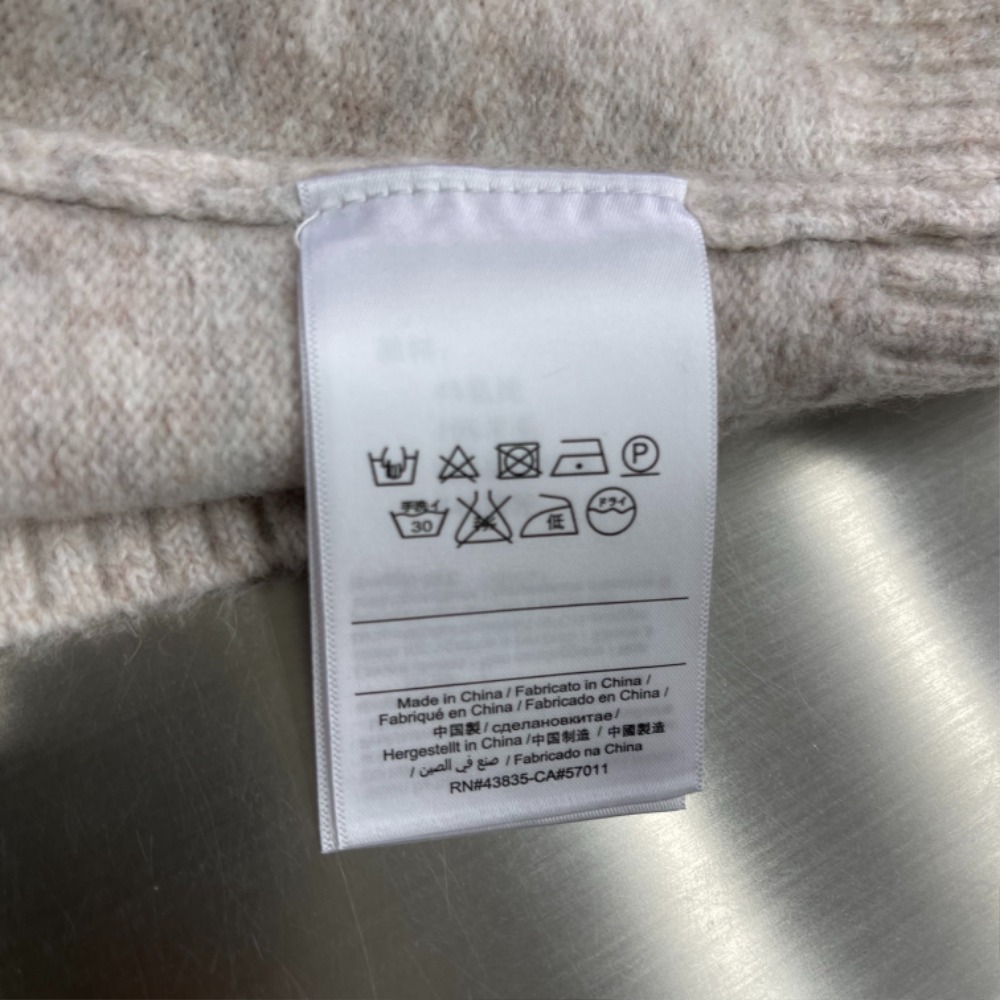 P
手洗イ 30 低 ドライ
Made in China / Fabricato in China /
Fabriqué en China / Fabricado en China /
中国製 / сделановкитае /
Hergestellt in China /中国制造 / 中國製造
/ صنع في الصين / Fabricado na China
RN#43835-CA#57011